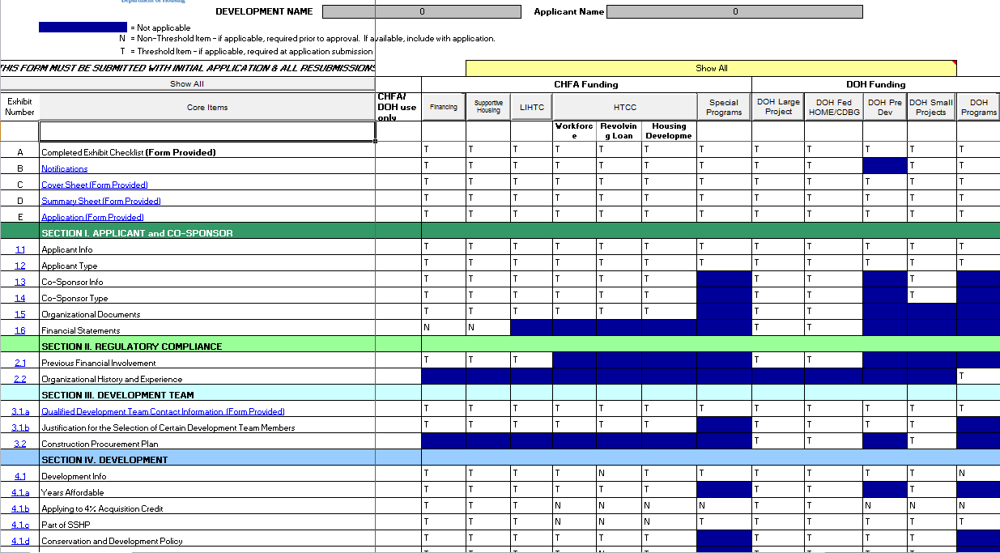 Department of Housing
DEVELOPMENT NAME 0 Applicant Name 0
= Not applicable
N = Non-Threshold Item - if applicable, required prior to approval. If available, include with application.
T = Threshold Item - if applicable, required at application submission
THIS FORM MUST BE SUBMITTED WITH INITIAL APPLICATION & ALL RESUBMISSIONS
Show All
Show All
CHFA Funding DOH Funding
Exhibit Number Core Items CHFA/ DOH use only Financing Supportive Housing LIHTC HTCC Special Programs DOH Large Project DOH Fed HOME/CDBG DOH Pre Dev DOH Small Projects DOH Programs
Workforce Revolving Loan Housing Developme
A Completed Exhibit Checklist (Form Provided) T T T T T T T T T T T T
B Notifications T T T T T T T T T T T
C Cover Sheet (Form Provided) T T T T T T T T T T T T
D Summary Sheet (Form Provided) T T T T T T T T T T T T
E Application (Form Provided) T T T T T T T T T T T T
SECTION I. APPLICANT and CO-SPONSOR
1.1 Applicant Info T T T T T T T T T T T T
1.2 Applicant Type T T T T T T T T T T T T
1.3 Co-Sponsor Info T T T T T T T T T
1.4 Co-Sponsor Type T T T T T T T T T
1.5 Organizational Documents T T T T T T T T
1.6 Financial Statements N N T T
SECTION II. REGULATORY COMPLIANCE
2.1 Previous Financial Involvement T T T T T
2.2 Organizational History and Experience T
SECTION III. DEVELOPMENT TEAM
3.1.a Qualified Development Team Contact Information (Form Provided) T T T T T T T T T T T T
3.1.b Justification for the Selection of Certain Development Team Members T T T T T T T T T T
3.2 Construction Procurement Plan T T T
SECTION IV. DEVELOPMENT
4.1 Development Info T T T T N T T T T T T N
4.1.a Years Affordable T T T T T T T T T
4.1.b Applying to 4% Acquisition Credit T T T N N N N T T N N N
4.1.c Part of SSHP T T T N N N T T T T T T
4.1.d Conservation and Development Policy T T T T T T T T T T